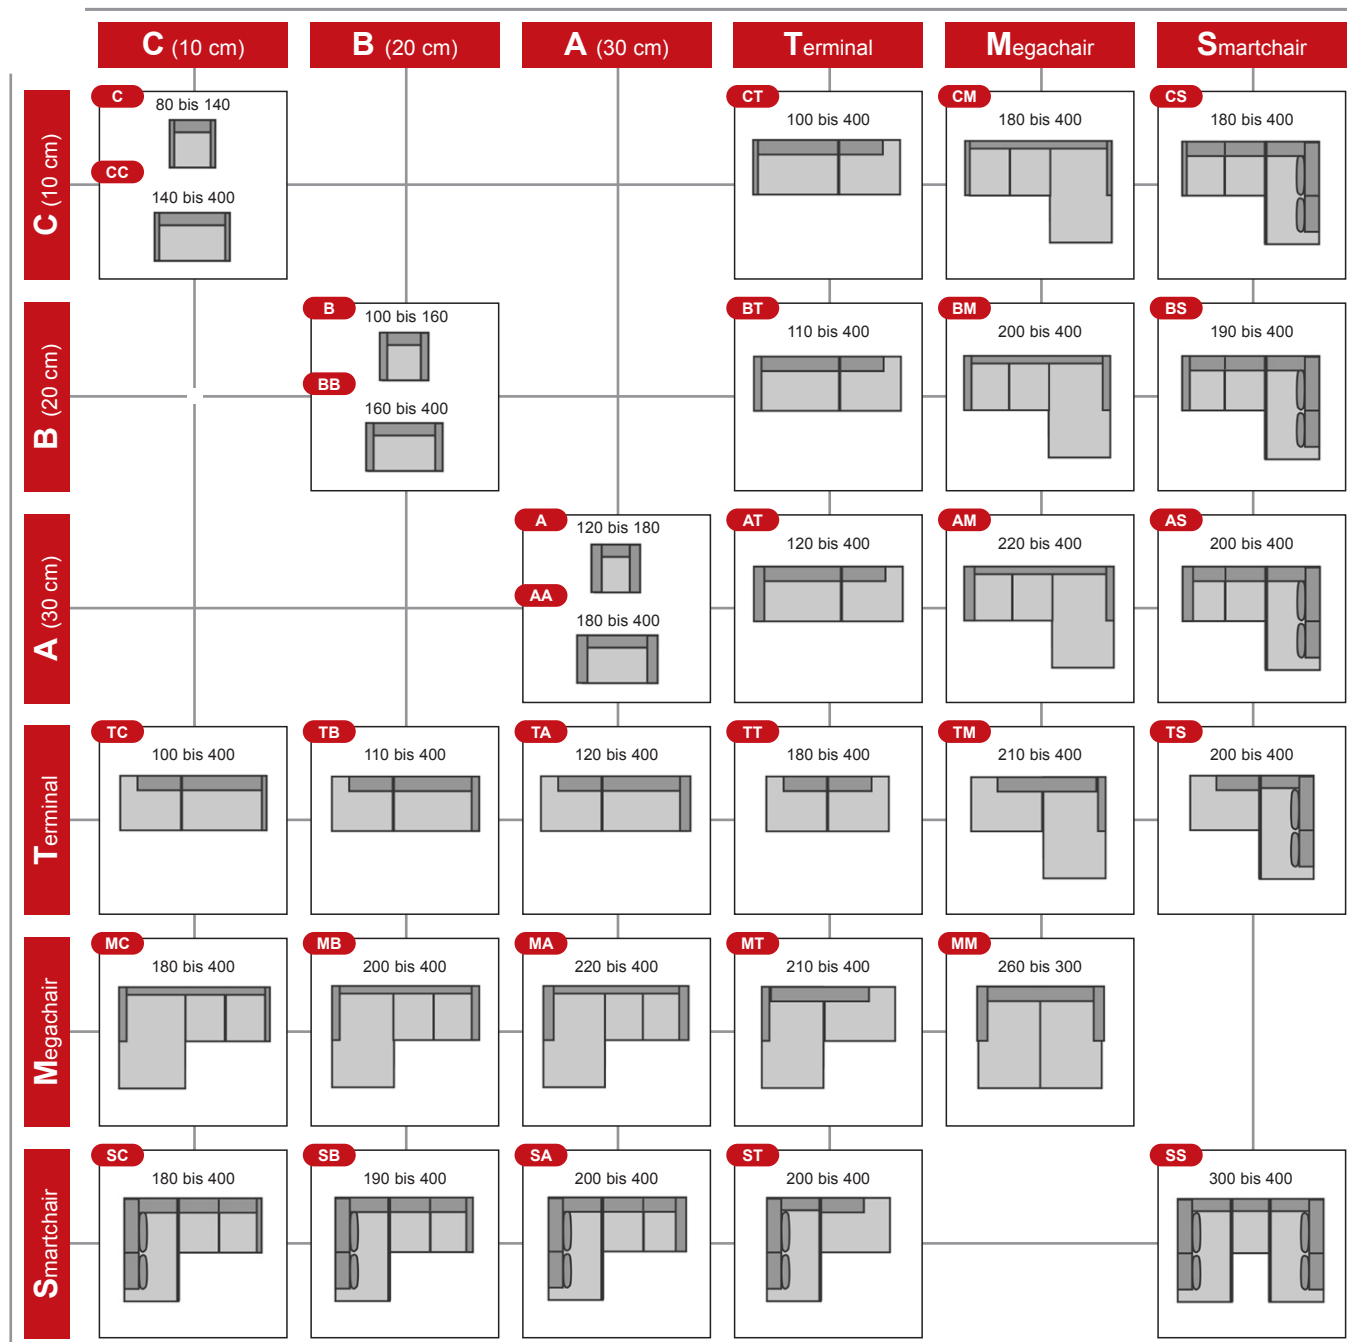 C (10 cm)
B (20 cm)
A (30 cm)
Terminal
Megachair
Smartchair
C (10 cm)
C
80 bis 140
CC
140 bis 400
CT
100 bis 400
CM
180 bis 400
CS
180 bis 400
B (20 cm)
B
100 bis 160
BB
160 bis 400
BT
110 bis 400
BM
200 bis 400
BS
190 bis 400
A (30 cm)
A
120 bis 180
AA
180 bis 400
AT
120 bis 400
AM
220 bis 400
AS
200 bis 400
Terminal
TC
100 bis 400
TB
110 bis 400
TA
120 bis 400
TT
180 bis 400
TM
210 bis 400
TS
200 bis 400
Megachair
MC
180 bis 400
MB
200 bis 400
MA
220 bis 400
MT
210 bis 400
MM
260 bis 300
Smartchair
SC
180 bis 400
SB
190 bis 400
SA
200 bis 400
ST
200 bis 400
SS
300 bis 400